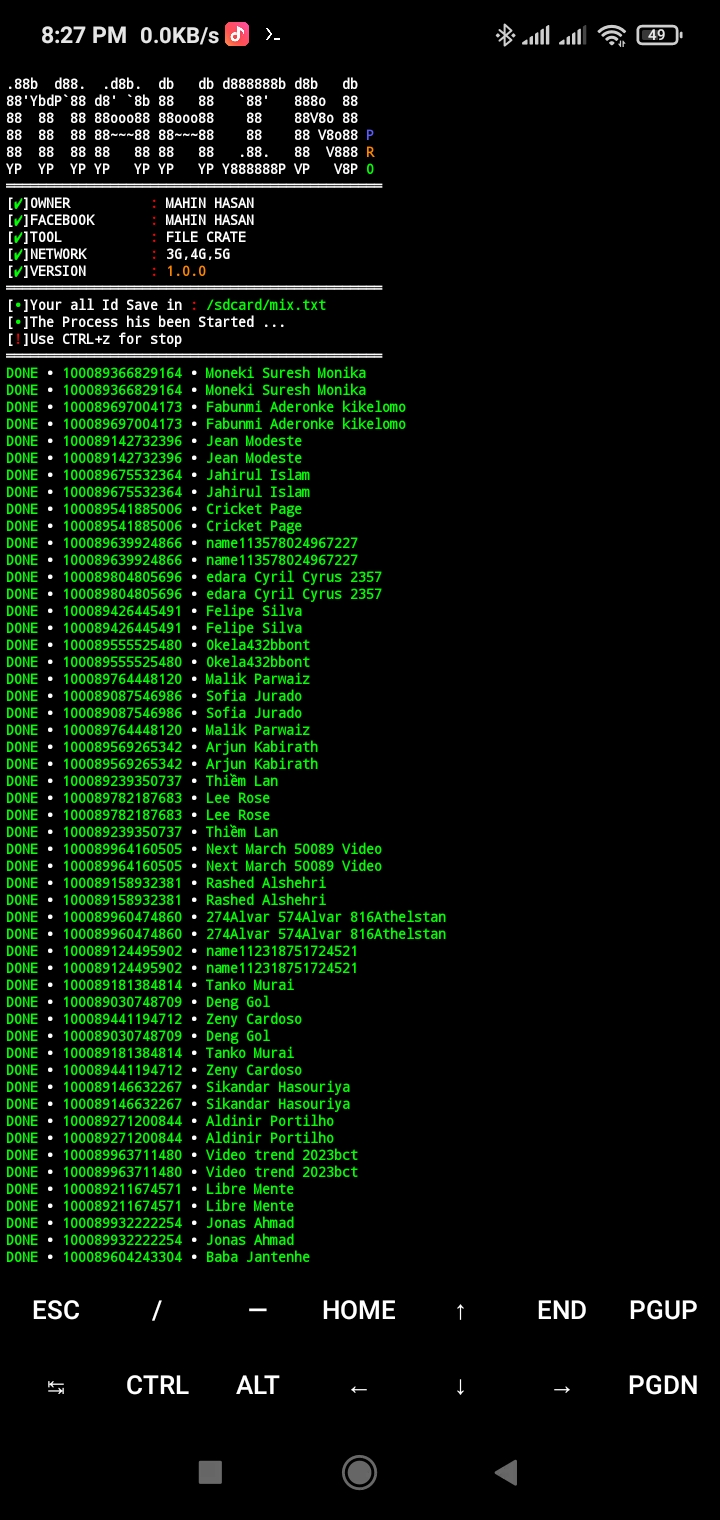 8:27 PM 0.0KB/s 49
.88b  d88.  .d8b.  db   db d888888b d8b   db
88'YbdP`88 d8' `8b 88   88   `88'   888o  88
88  88  88 88ooo88 88ooo88    88    88V8o 88
88  88  88 88~~~88 88~~~88    88    88 V8o88 P
88  88  88 88   88 88   88   .88.   88  V888 R
YP  YP  YP YP   YP YP   YP Y888888P VP   V8P O
[✔]OWNER : MAHIN HASAN
[✔]FACEBOOK : MAHIN HASAN
[✔]TOOL : FILE CRATE
[✔]NETWORK : 3G,4G,5G
[✔]VERSION : 1.0.0
[•]Your all Id Save in : /sdcard/mix.txt
[•]The Process his been Started ...
[!]Use CTRL+z for stop
DONE • 100089366829164 • Moneki Suresh Monika
DONE • 100089366829164 • Moneki Suresh Monika
DONE • 100089697004173 • Fabunmi Aderonke kikelomo
DONE • 100089697004173 • Fabunmi Aderonke kikelomo
DONE • 100089142732396 • Jean Modeste
DONE • 100089142732396 • Jean Modeste
DONE • 100089675532364 • Jahirul Islam
DONE • 100089675532364 • Jahirul Islam
DONE • 100089541885006 • Cricket Page
DONE • 100089541885006 • Cricket Page
DONE • 100089639924866 • name113578024967227
DONE • 100089639924866 • name113578024967227
DONE • 100089804805696 • edara Cyril Cyrus 2357
DONE • 100089804805696 • edara Cyril Cyrus 2357
DONE • 100089426445491 • Felipe Silva
DONE • 100089426445491 • Felipe Silva
DONE • 100089555525480 • Okela432bbont
DONE • 100089555525480 • Okela432bbont
DONE • 100089764448120 • Malik Parwaiz
DONE • 100089087546986 • Sofia Jurado
DONE • 100089087546986 • Sofia Jurado
DONE • 100089764448120 • Malik Parwaiz
DONE • 100089569265342 • Arjun Kabirath
DONE • 100089569265342 • Arjun Kabirath
DONE • 100089239350737 • Thiềm Lan
DONE • 100089782187683 • Lee Rose
DONE • 100089782187683 • Lee Rose
DONE • 100089239350737 • Thiềm Lan
DONE • 100089964160505 • Next March 50089 Video
DONE • 100089964160505 • Next March 50089 Video
DONE • 100089158932381 • Rashed Alshehri
DONE • 100089158932381 • Rashed Alshehri
DONE • 100089960474860 • 274Alvar 574Alvar 816Athelstan
DONE • 100089960474860 • 274Alvar 574Alvar 816Athelstan
DONE • 100089124495902 • name112318751724521
DONE • 100089124495902 • name112318751724521
DONE • 100089181384814 • Tanko Murai
DONE • 100089030748709 • Deng Gol
DONE • 100089441194712 • Zeny Cardoso
DONE • 100089030748709 • Deng Gol
DONE • 100089181384814 • Tanko Murai
DONE • 100089441194712 • Zeny Cardoso
DONE • 100089146632267 • Sikandar Hasouriya
DONE • 100089146632267 • Sikandar Hasouriya
DONE • 100089271200844 • Aldinir Portilho
DONE • 100089271200844 • Aldinir Portilho
DONE • 100089963711480 • Video trend 2023bct
DONE • 100089963711480 • Video trend 2023bct
DONE • 100089211674571 • Libre Mente
DONE • 100089211674571 • Libre Mente
DONE • 100089932222254 • Jonas Ahmad
DONE • 100089932222254 • Jonas Ahmad
DONE • 100089604243304 • Baba Jantenhe
ESC / — HOME ↑ END PGUP
↹ CTRL ALT ← ↓ → PGDN